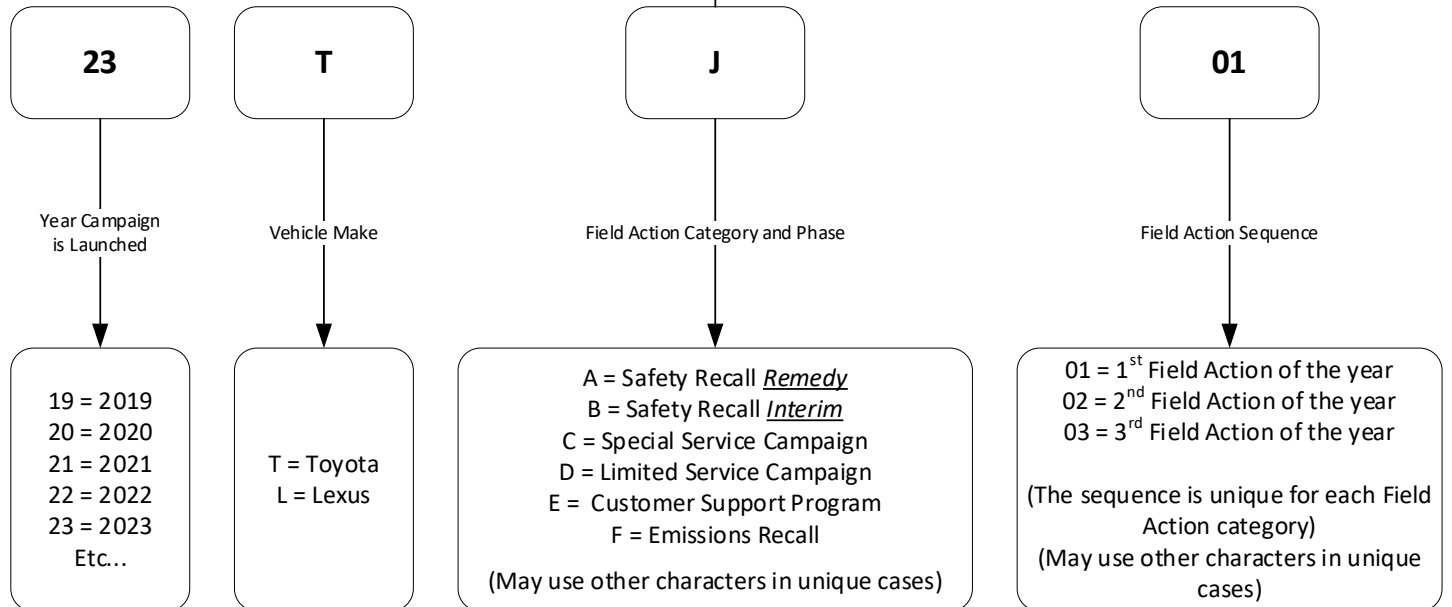 23
T
J
01
Year Campaign
is Launched
Vehicle Make
Field Action Category and Phase
Field Action Sequence
19 = 2019
20 = 2020
21 = 2021
22 = 2022
23 = 2023
Etc…
T = Toyota
L = Lexus
A = Safety Recall Remedy
B = Safety Recall Interim
C = Special Service Campaign
D = Limited Service Campaign
E = Customer Support Program
F = Emissions Recall
(May use other characters in unique cases)
01 = 1st Field Action of the year
02 = 2nd Field Action of the year
03 = 3rd Field Action of the year
(The sequence is unique for each Field
Action category)
(May use other characters in unique
cases)